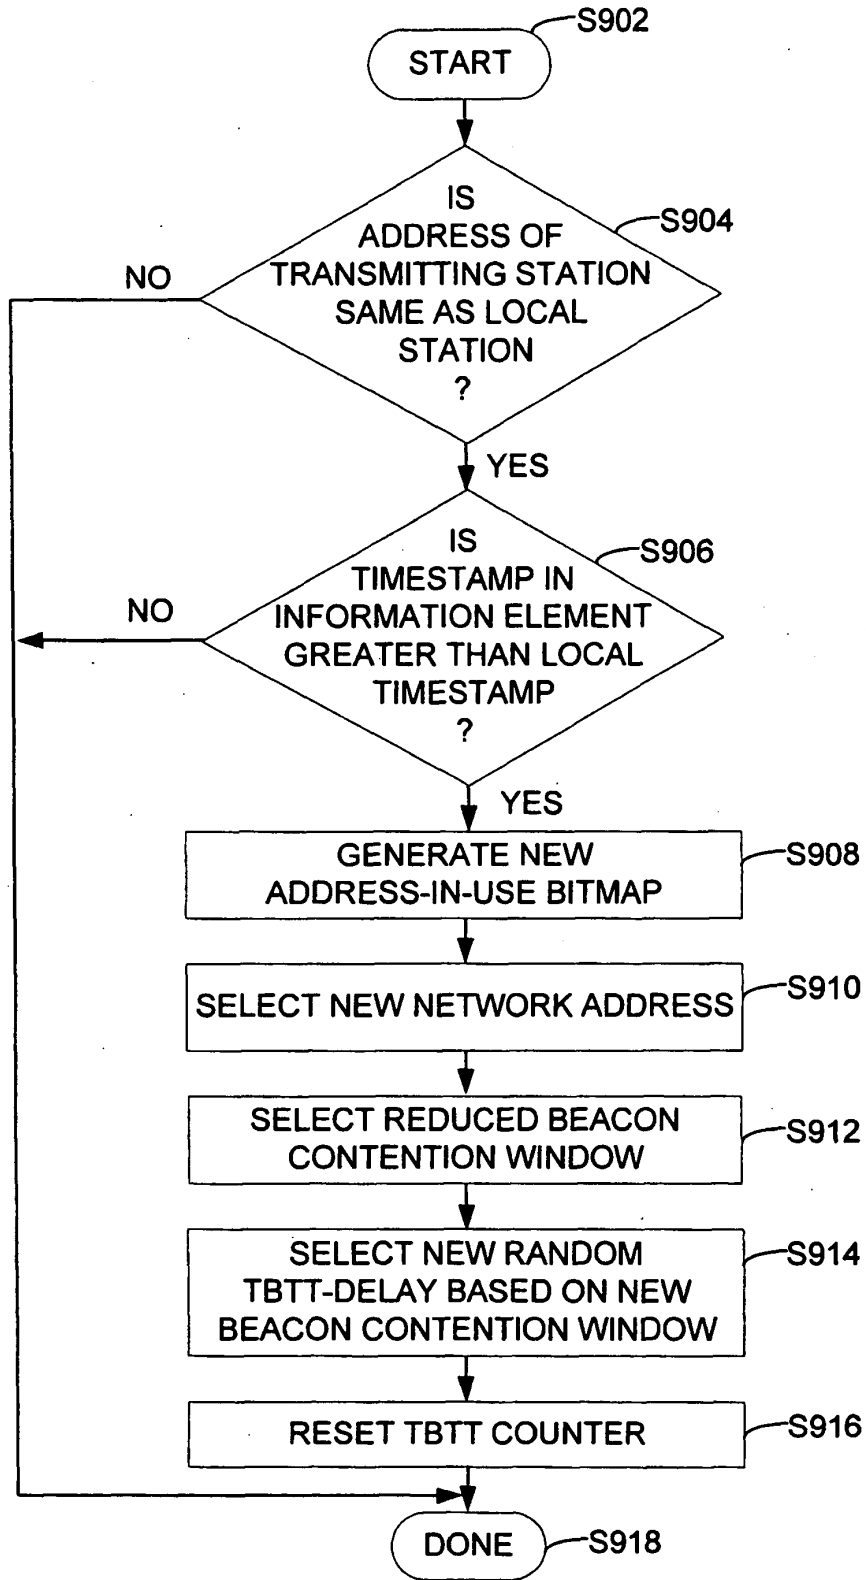 S902
START
IS
ADDRESS OF
TRANSMITTING STATION
SAME AS LOCAL
STATION
?
S904
NO
YES
IS
TIMESTAMP IN
INFORMATION ELEMENT
GREATER THAN LOCAL
TIMESTAMP
?
S906
NO
YES
GENERATE NEW
ADDRESS-IN-USE BITMAP
S908
SELECT NEW NETWORK ADDRESS
S910
SELECT REDUCED BEACON
CONTENTION WINDOW
S912
SELECT NEW RANDOM
TBTT-DELAY BASED ON NEW
BEACON CONTENTION WINDOW
S914
RESET TBTT COUNTER
S916
DONE
S918